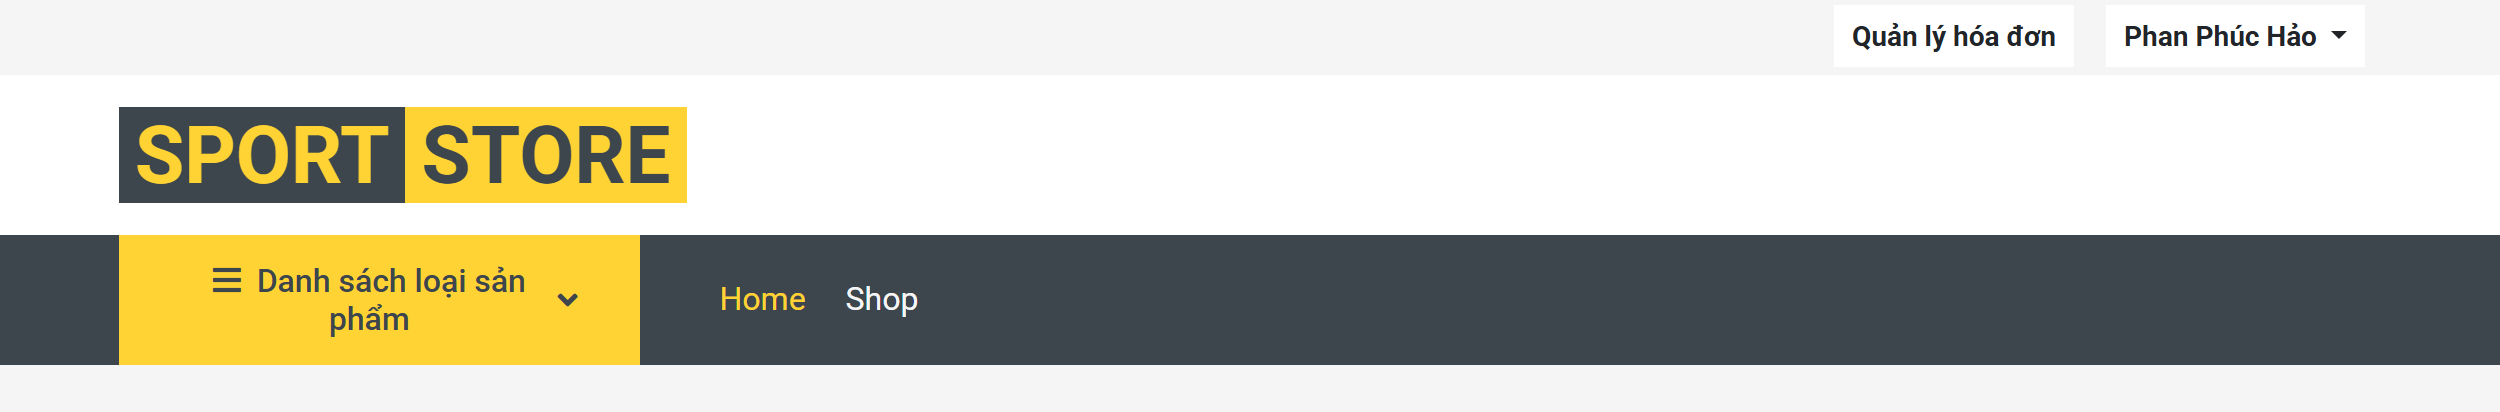 Quản lý hóa đơn
Phan Phúc Hảo
SPORT STORE
Danh sách loại sản
phẩm
Home
Shop